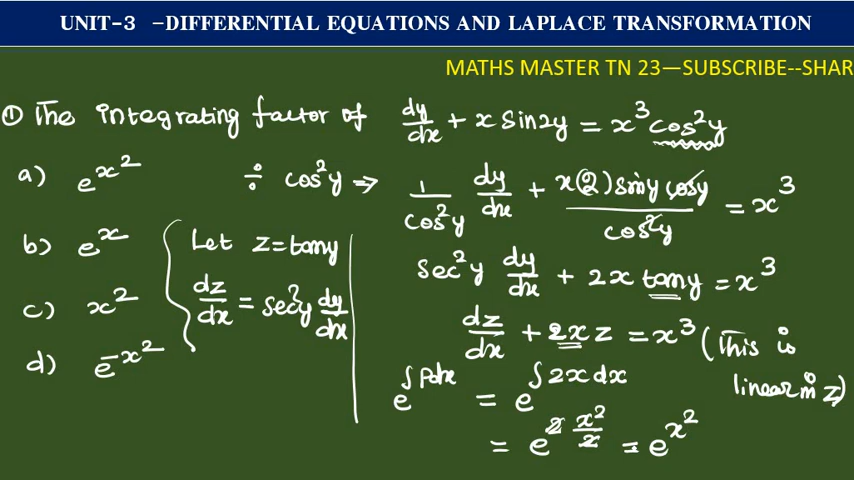 UNIT-3 –DIFFERENTIAL EQUATIONS AND LAPLACE TRANSFORMATION
MATHS MASTER TN 23—SUBSCRIBE--SHAR
① The integrating factor of dy/dx + x sin2y = x³ cos²y
a) e^x²
÷ cos²y ⇒ 1/cos²y dy/dx + x(2) siny cosy / cos²y = x³
b) e^x
Let z = tany
sec²y dy/dx + 2x tany = x³
c) x²
dz/dx = sec²y dy/dx
dz/dx + 2x z = x³ (This is linear in z)
d) e^-x²
e^∫pdx = e^∫2x dx
= e^2 x²/2 = e^x²